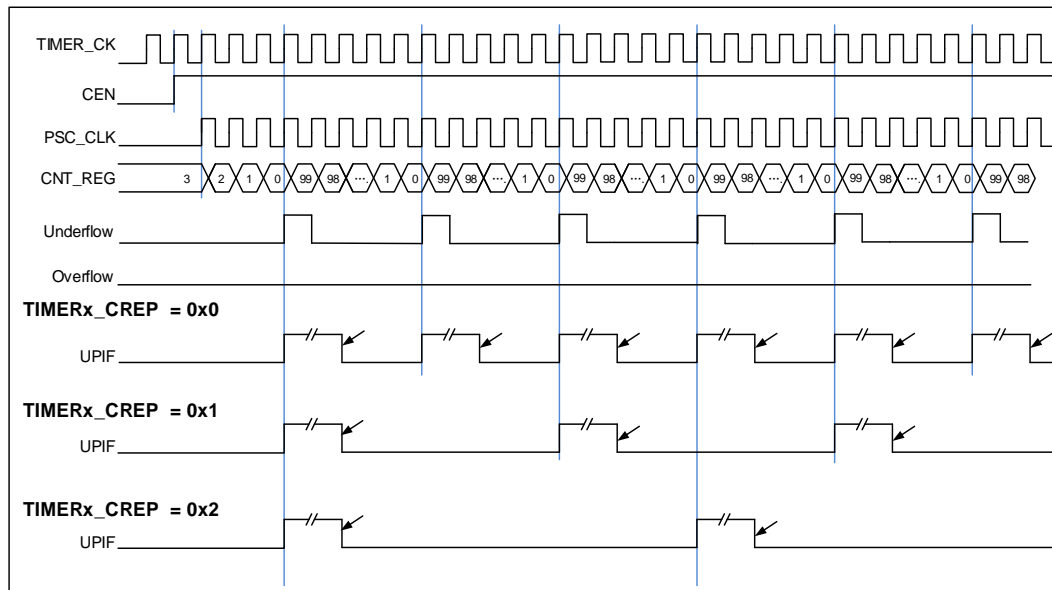 TIMER_CK
CEN
PSC_CLK
CNT_REG 3 2 1 0 99 98 .... 1 0 99 98 ... 1 0 99 98 .... 1 0 99 98 ... 1 0 99 98 .... 1 0 99 98
Underflow
Overflow
TIMERx_CREP = 0x0
UPIF
TIMERx_CREP = 0x1
UPIF
TIMERx_CREP = 0x2
UPIF